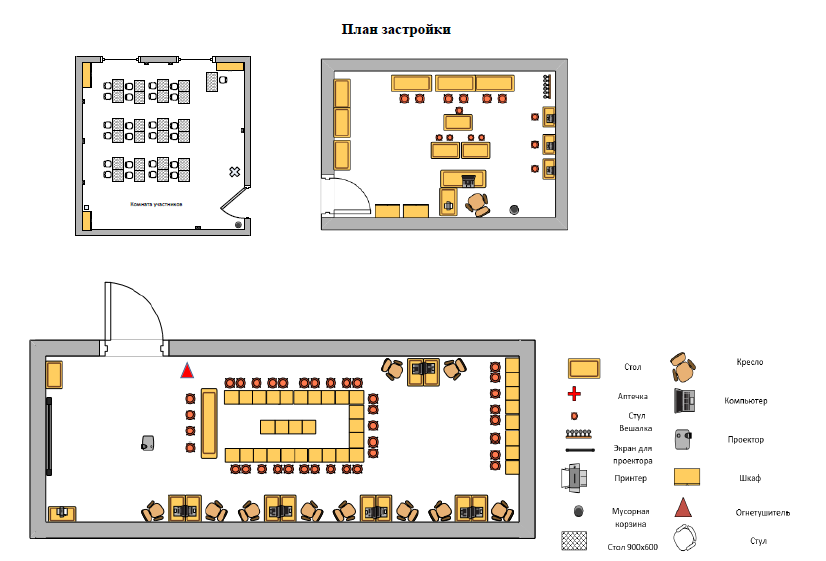 План застройки
Комната участников
Стол
Кресло
Аптечка
Компьютер
Стул
Вешалка
Проектор
Экран для
проектора
Принтер
Шкаф
Мусорная
корзина
Огнетушитель
Стол 900х600
Стул